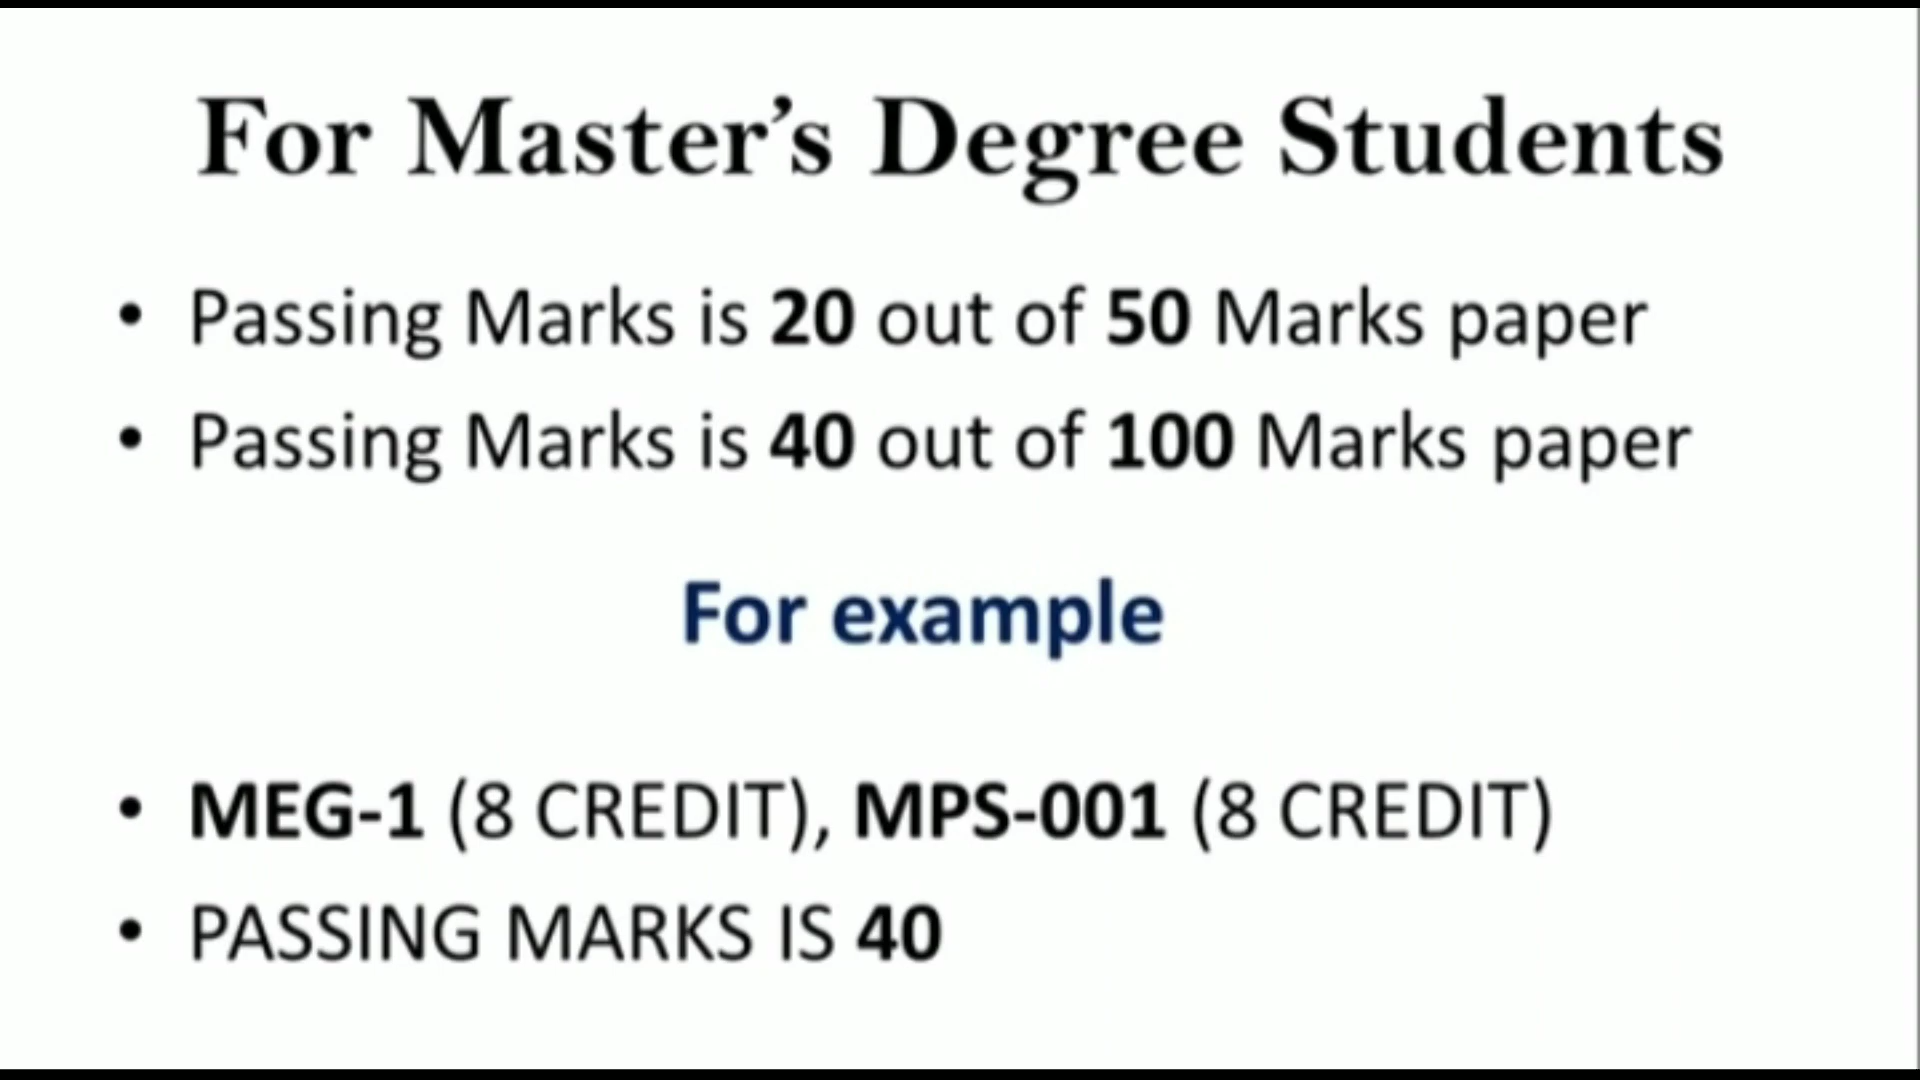 For Master’s Degree Students
• Passing Marks is 20 out of 50 Marks paper
• Passing Marks is 40 out of 100 Marks paper
For example
• MEG-1 (8 CREDIT), MPS-001 (8 CREDIT)
• PASSING MARKS IS 40